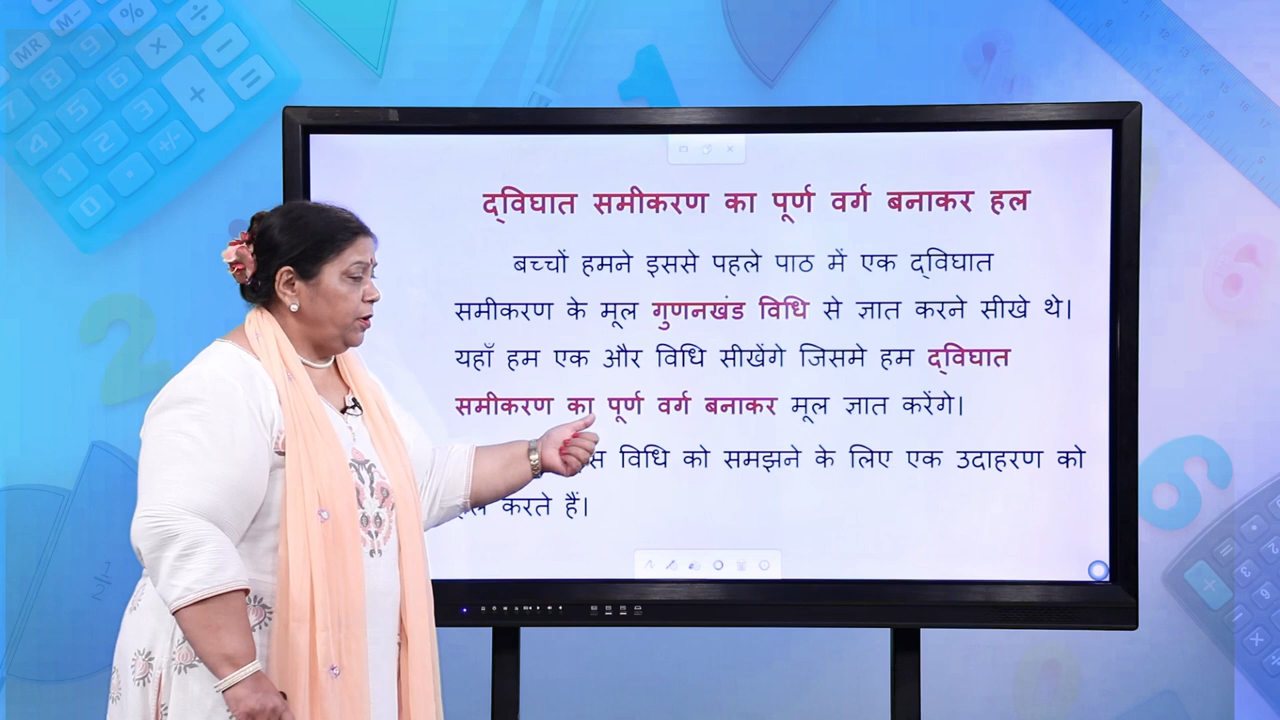 द्विघात समीकरण का पूर्ण वर्ग बनाकर हल
बच्चों हमने इससे पहले पाठ में एक द्विघात
समीकरण के मूल गुणनखंड विधि से ज्ञात करने सीखे थे।
यहाँ हम एक और विधि सीखेंगे जिसमे हम द्विघात
समीकरण का पूर्ण वर्ग बनाकर मूल ज्ञात करेंगे।
विधि को समझने के लिए एक उदाहरण को
करते हैं।